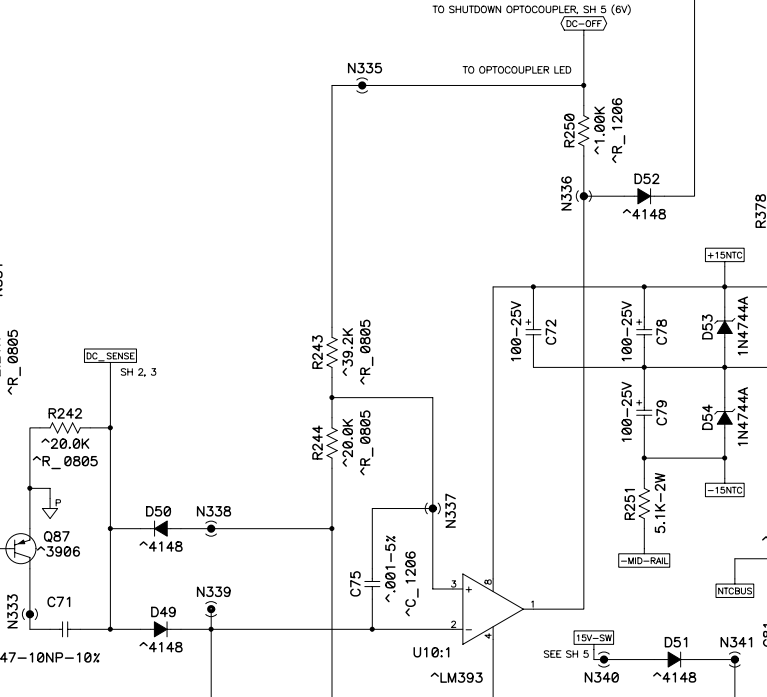 TO SHUTDOWN OPTOCOUPLER, SH 5 (6V)
DC-OFF
N335
TO OPTOCOUPLER LED
R250
^1.00K
^R_1206
N336
D52
^4148
R378
+15NTC
^R_0805
DC_SENSE
SH 2, 3
R243
^39.2K
^R_0805
100-25V
+
C72
100-25V
+
C78
D53
1N4744A
R242
^20.0K
^R_0805
R244
^20.0K
^R_0805
100-25V
+
C79
D54
1N4744A
P
Q87
^3906
D50
^4148
N338
N337
R251
5.1K-2W
-15NTC
-MID-RAIL
N333
C71
47-10NP-10%
D49
^4148
N339
C75
^.001-5%
^C_1206
3
+
8
1
2
-
4
U10:1
^LM393
NTCBUS
15V-SW
SEE SH 5
N340
D51
^4148
N341